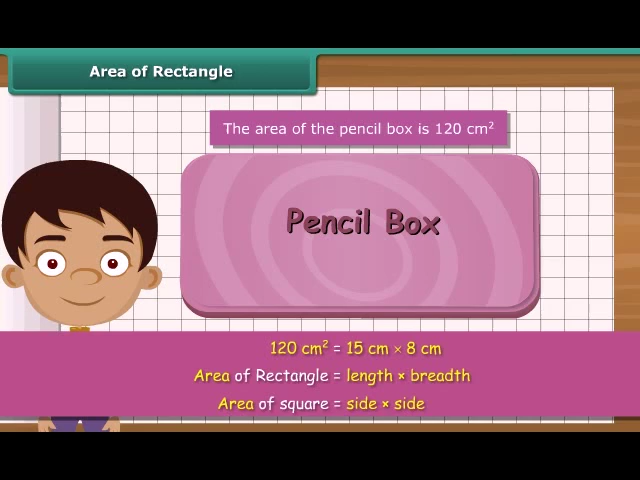 Area of Rectangle
The area of the pencil box is 120 cm²
Pencil Box
120 cm² = 15 cm × 8 cm
Area of Rectangle = length × breadth
Area of square = side × side